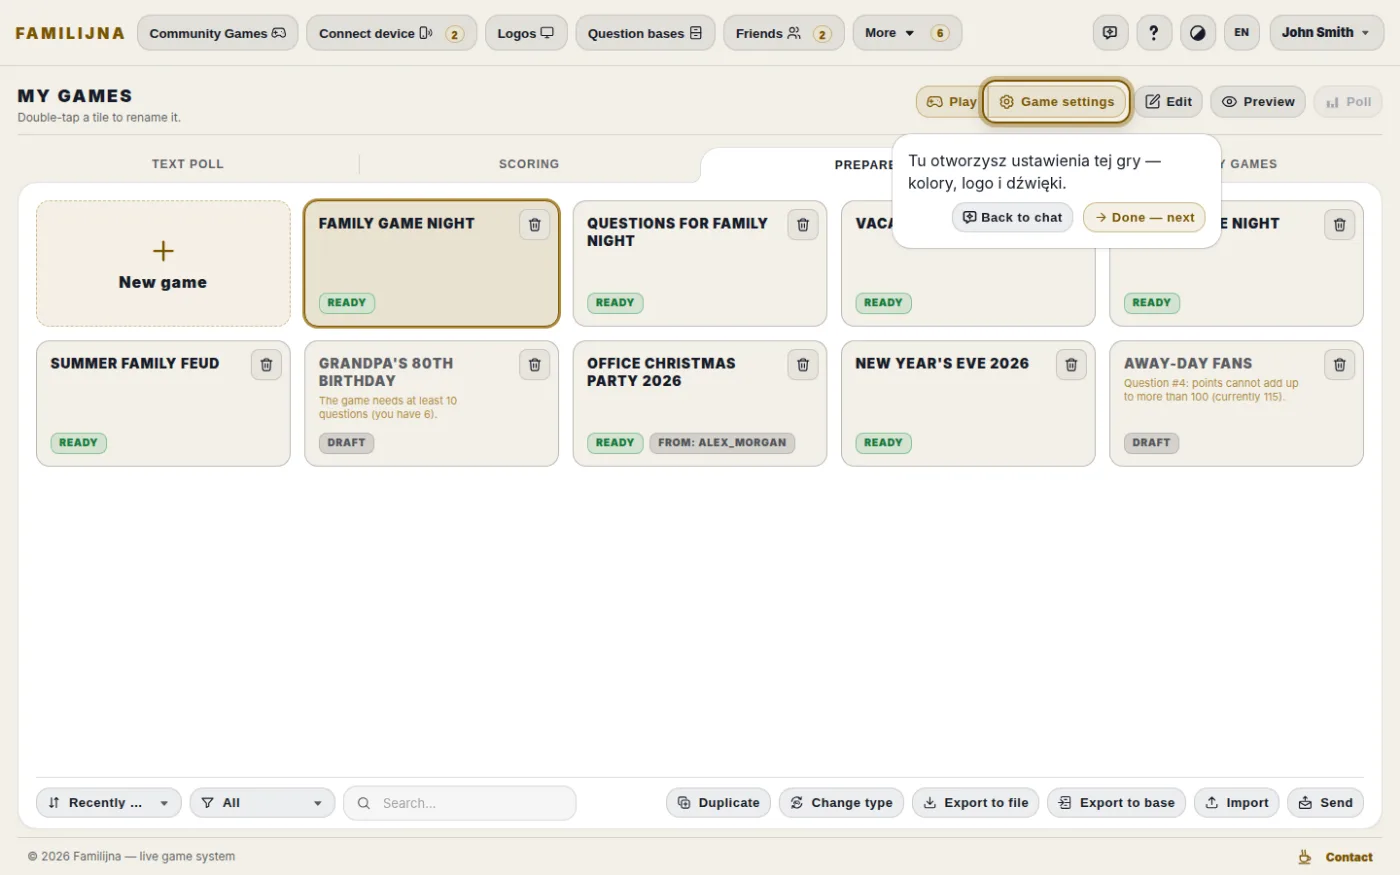 FAMILIJNA
Community Games
Connect device 2
Logos
Question bases
Friends 2
More 6
?
EN
John Smith
MY GAMES
Double-tap a tile to rename it.
Play
Game settings
Edit
Preview
Poll
TEXT POLL
SCORING
Y GAMES
Tu otworzysz ustawienia tej gry —
kolory, logo i dźwięki.
Back to chat
Done — next
New game
FAMILY GAME NIGHT
READY
QUESTIONS FOR FAMILY
NIGHT
READY
READY
E NIGHT
READY
SUMMER FAMILY FEUD
READY
GRANDPA'S 80TH
BIRTHDAY
The game needs at least 10
questions (you have 6).
DRAFT
OFFICE CHRISTMAS
PARTY 2026
READY FROM: ALEX_MORGAN
NEW YEAR'S EVE 2026
READY
AWAY-DAY FANS
Question #4: points cannot add up
to more than 100 (currently 115).
DRAFT
Recently ...
All
Search...
Duplicate
Change type
Export to file
Export to base
Import
Send
© 2026 Familijna — live game system
Contact